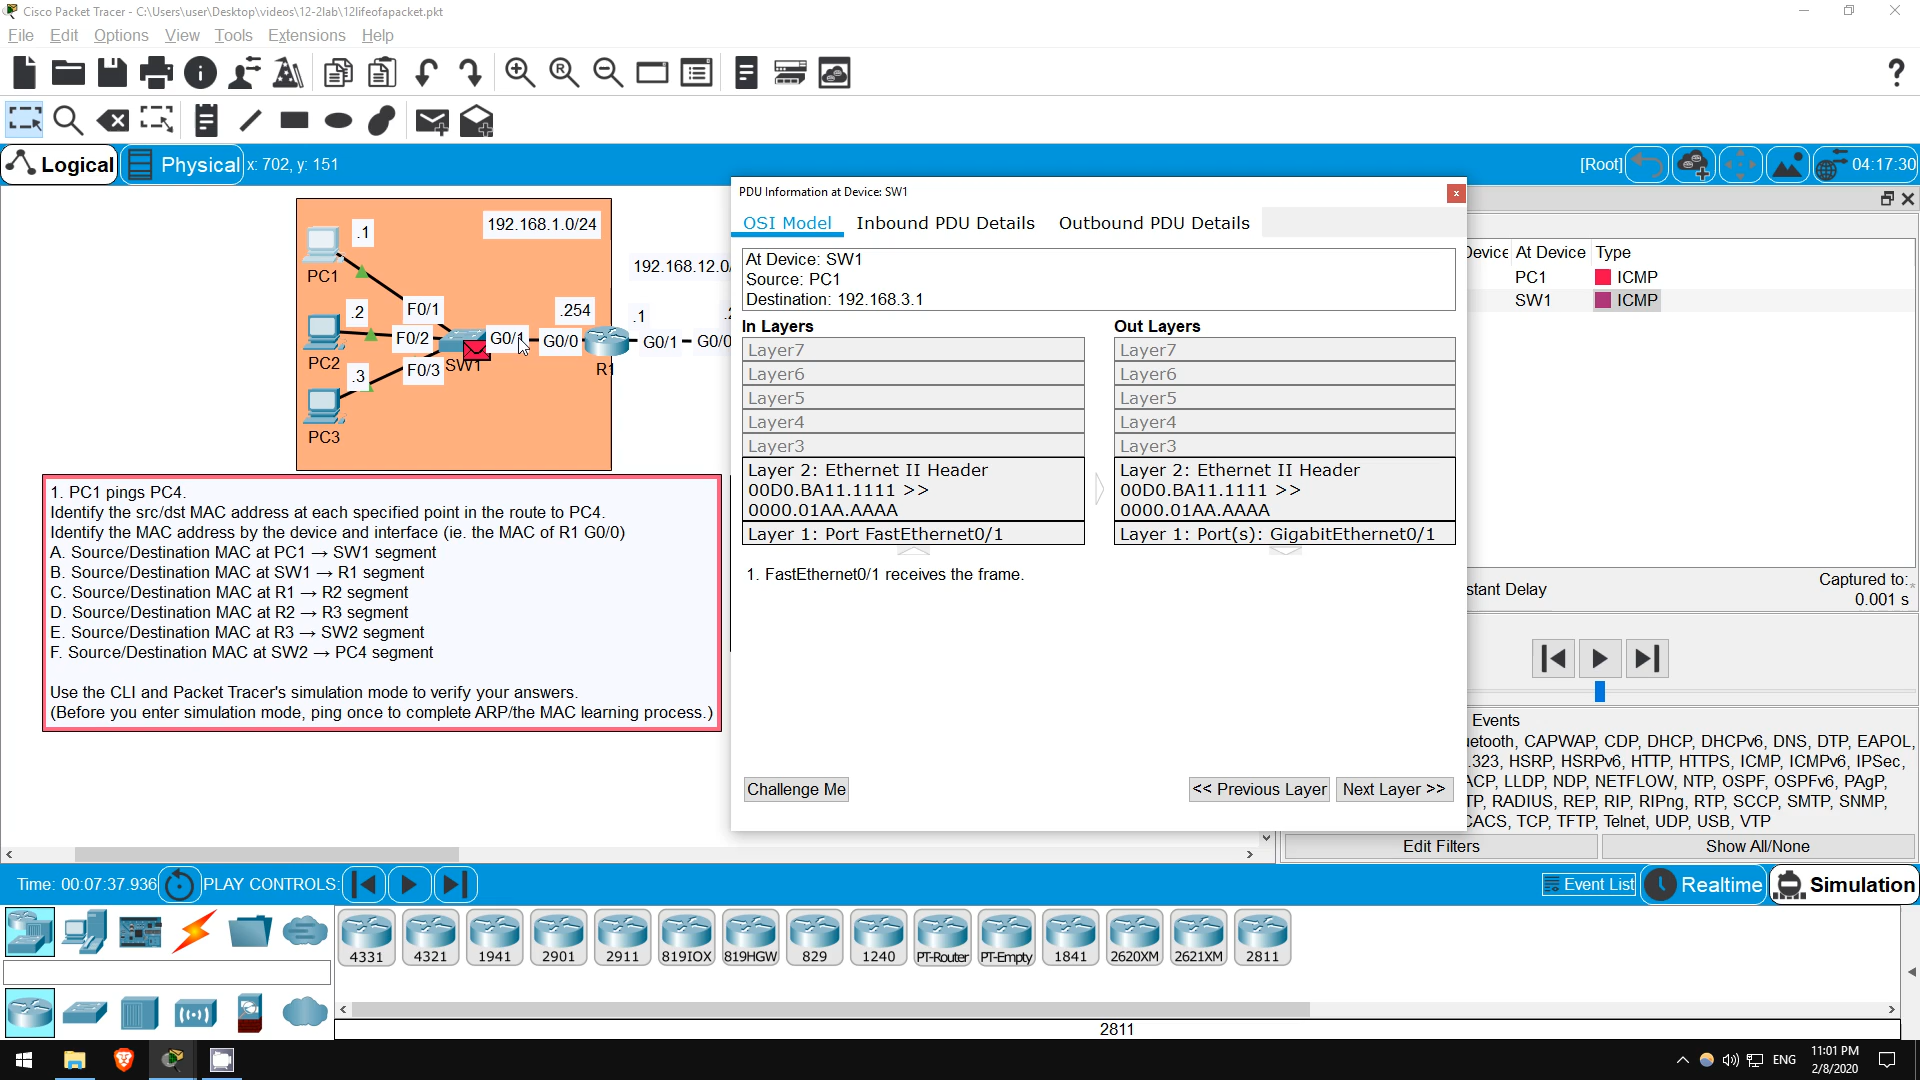 Cisco Packet Tracer - C:\Users\user\Desktop\videos\12-2lab\12lifeofapacket.pkt
File Edit Options View Tools Extensions Help
Logical Physical x: 702, y: 151 [Root] 04:17:30
PDU Information at Device: SW1
OSI Model Inbound PDU Details Outbound PDU Details
At Device: SW1
Source: PC1
Destination: 192.168.3.1
In Layers Out Layers
Layer7 Layer7
Layer6 Layer6
Layer5 Layer5
Layer4 Layer4
Layer3 Layer3
Layer 2: Ethernet II Header Layer 2: Ethernet II Header
00D0.BA11.1111 >> 00D0.BA11.1111 >>
0000.01AA.AAAA 0000.01AA.AAAA
Layer 1: Port FastEthernet0/1 Layer 1: Port(s): GigabitEthernet0/1
1. FastEthernet0/1 receives the frame.
Challenge Me << Previous Layer Next Layer >>
192.168.1.0/24
.1
PC1
192.168.12.0/
.2
F0/1
.254
.1
F0/2
G0/1
G0/0
G0/1
G0/0
PC2
.3
F0/3
SW1
R1
PC3
1. PC1 pings PC4.
Identify the src/dst MAC address at each specified point in the route to PC4.
Identify the MAC address by the device and interface (ie. the MAC of R1 G0/0)
A. Source/Destination MAC at PC1 → SW1 segment
B. Source/Destination MAC at SW1 → R1 segment
C. Source/Destination MAC at R1 → R2 segment
D. Source/Destination MAC at R2 → R3 segment
E. Source/Destination MAC at R3 → SW2 segment
F. Source/Destination MAC at SW2 → PC4 segment
Use the CLI and Packet Tracer's simulation mode to verify your answers.
(Before you enter simulation mode, ping once to complete ARP/the MAC learning process.)
Device At Device Type
PC1 ICMP
SW1 ICMP
stant Delay
Captured to:
0.001 s
Events
etooth, CAPWAP, CDP, DHCP, DHCPv6, DNS, DTP, EAPOL,
.323, HSRP, HSRPv6, HTTP, HTTPS, ICMP, ICMPv6, IPSec,
ACP, LLDP, NDP, NETFLOW, NTP, OSPF, OSPFv6, PAgP,
TP, RADIUS, REP, RIP, RIPng, RTP, SCCP, SMTP, SNMP,
CACS, TCP, TFTP, Telnet, UDP, USB, VTP
Edit Filters Show All/None
Time: 00:07:37.936 PLAY CONTROLS: Event List Realtime Simulation
4331 4321 1941 2901 2911 819IOX 819HGW 829 1240 PT-Router PT-Empty 1841 2620XM 2621XM 2811
2811
ENG 11:01 PM
2/8/2020